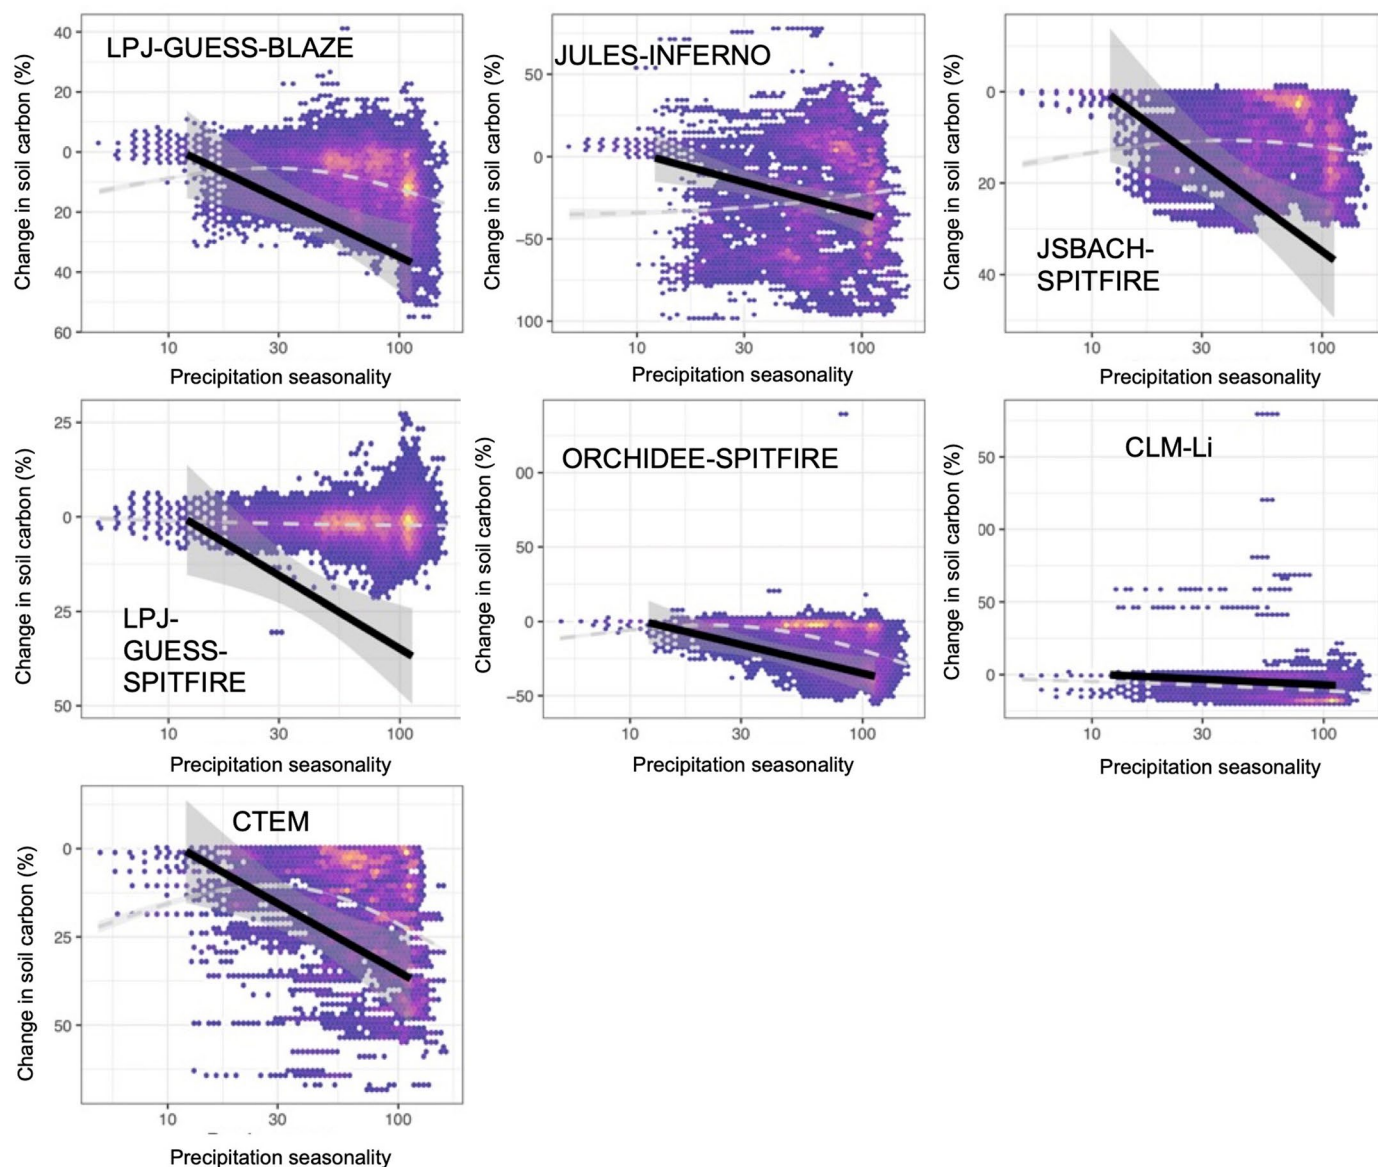 LPJ-GUESS-BLAZE
Change in soil carbon (%)
40
20
0
20
40
60
10
30
100
Precipitation seasonality
JULES-INFERNO
Change in soil carbon (%)
50
0
−50
100
10
30
100
Precipitation seasonality
JSBACH-
SPITFIRE
Change in soil carbon (%)
0
20
40
10
30
100
Precipitation seasonality
LPJ-
GUESS-
SPITFIRE
Change in soil carbon (%)
25
0
25
50
10
30
100
Precipitation seasonality
ORCHIDEE-SPITFIRE
Change in soil carbon (%)
00
50
0
−50
10
30
100
Precipitation seasonality
CLM-Li
Change in soil carbon (%)
50
00
50
0
10
30
100
Precipitation seasonality
CTEM
Change in soil carbon (%)
0
25
50
10
30
100
Precipitation seasonality